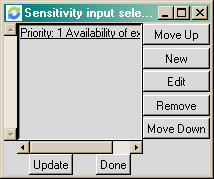 Sensitivity input sele...
Priority: 1 Availability of ex
Move Up
New
Edit
Remove
Move Down
Update
Done